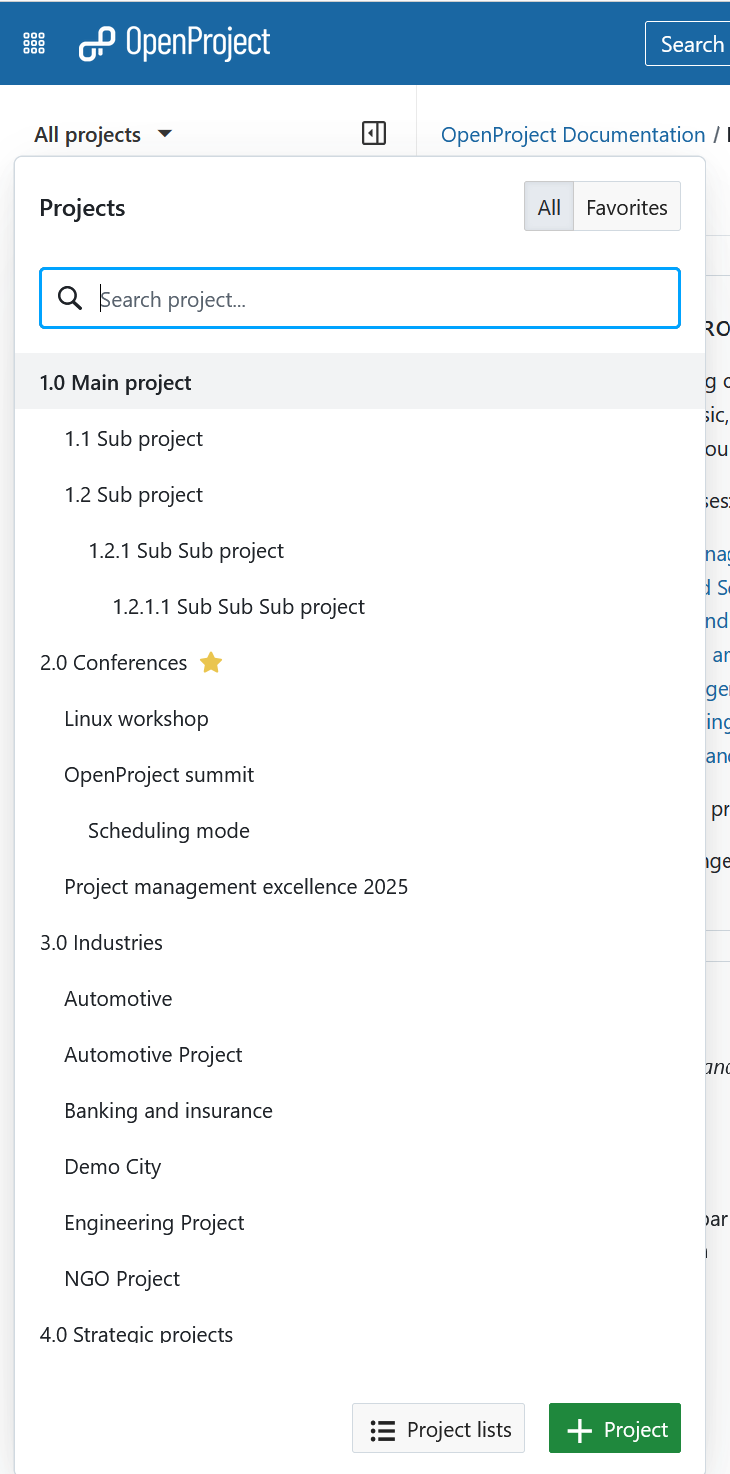 OpenProject
Search
All projects
OpenProject Documentation /
Projects
All
Favorites
Search project...
1.0 Main project
1.1 Sub project
1.2 Sub project
1.2.1 Sub Sub project
1.2.1.1 Sub Sub Sub project
2.0 Conferences
Linux workshop
OpenProject summit
Scheduling mode
Project management excellence 2025
3.0 Industries
Automotive
Automotive Project
Banking and insurance
Demo City
Engineering Project
NGO Project
4.0 Strategic projects
Project lists
+ Project